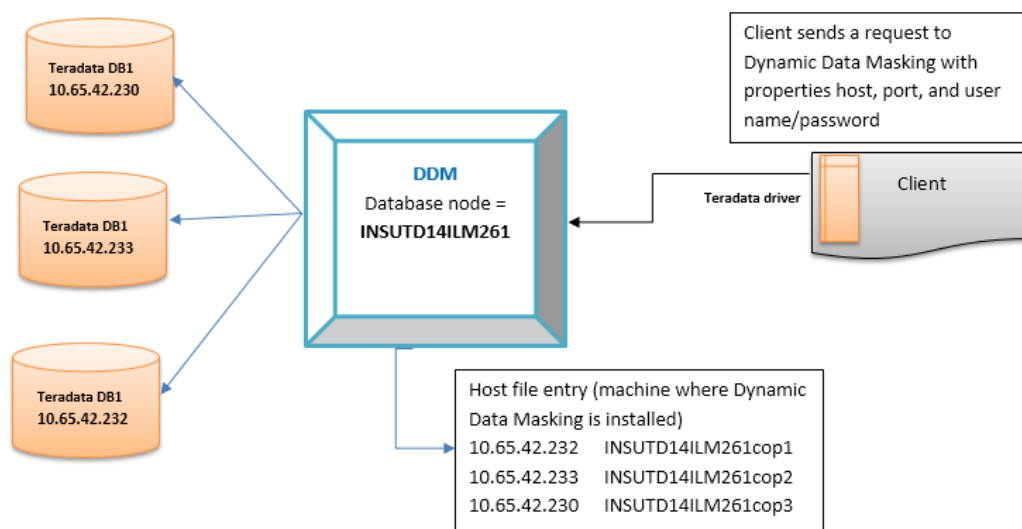 Teradata DB1
10.65.42.230
Teradata DB1
10.65.42.233
Teradata DB1
10.65.42.232
DDM
Database node =
INSUTD14ILM261
Client sends a request to
Dynamic Data Masking with
properties host, port, and user
name/password
Teradata driver
Client
Host file entry (machine where Dynamic
Data Masking is installed)
10.65.42.232 INSUTD14ILM261cop1
10.65.42.233 INSUTD14ILM261cop2
10.65.42.230 INSUTD14ILM261cop3